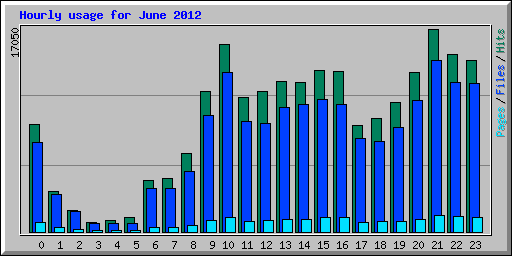 Hourly usage for June 2012
17050
Pages/Files/Hits
0 1 2 3 4 5 6 7 8 9 10 11 12 13 14 15 16 17 18 19 20 21 22 23